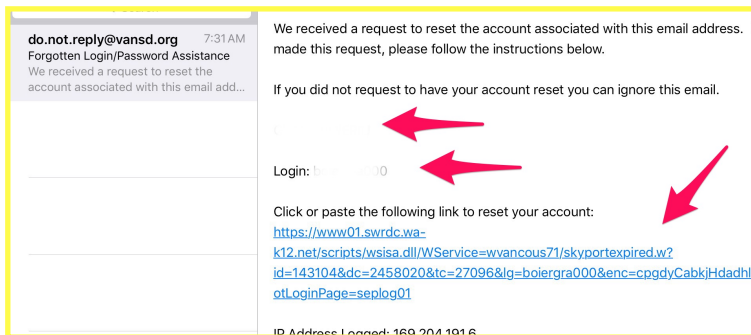 do.not.reply@vansd.org 7:31 AM
Forgotten Login/Password Assistance
We received a request to reset the
account associated with this email add...
We received a request to reset the account associated with this email address.
made this request, please follow the instructions below.
If you did not request to have your account reset you can ignore this email.
Login:
Click or paste the following link to reset your account:
https://www01.swrdc.wa-
k12.net/scripts/wsisa.dll/WService=wvancous71/skyportexpired.w?
id=143104&dc=2458020&tc=27096&lg=boiergra000&enc=cpgdyCabkjHdadhl
otLoginPage=seplog01
IP Address Logged: 169.204.191.6